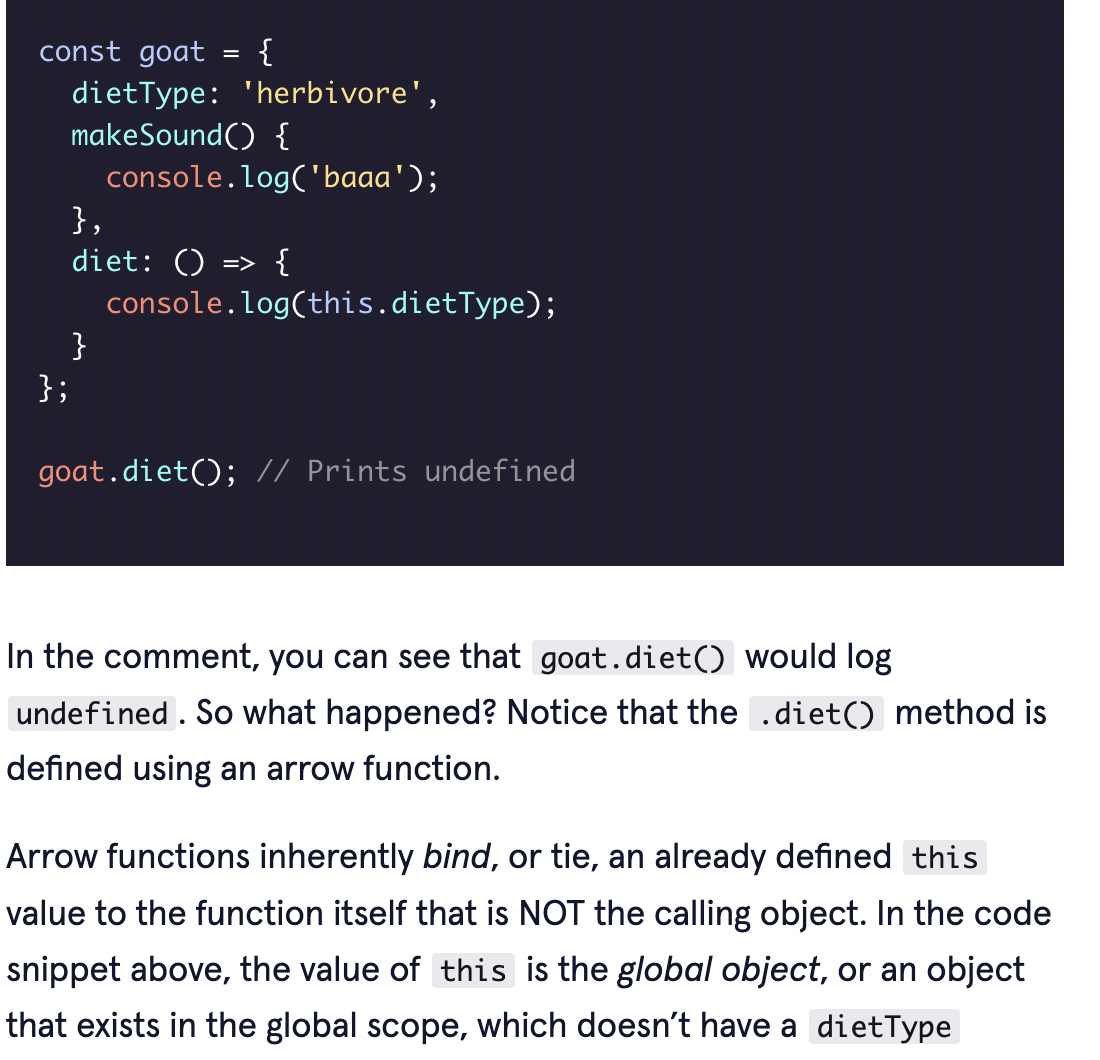 const goat = {
  dietType: 'herbivore',
  makeSound() {
    console.log('baaa');
  },
  diet: () => {
    console.log(this.dietType);
  }
};
goat.diet(); // Prints undefined
In the comment, you can see that goat.diet() would log
undefined. So what happened? Notice that the .diet() method is
defined using an arrow function.
Arrow functions inherently bind, or tie, an already defined this
value to the function itself that is NOT the calling object. In the code
snippet above, the value of this is the global object, or an object
that exists in the global scope, which doesn’t have a dietType